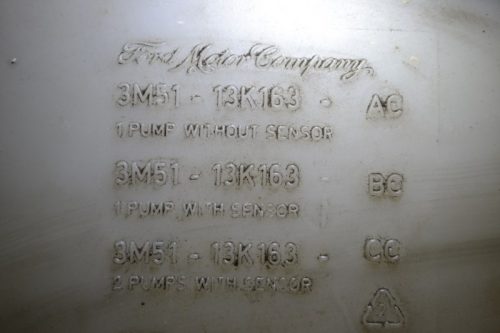 Ford Motor Company
3M51 - 13K163 - AC
1 PUMP WITHOUT SENSOR
3M51 - 13K163 - BC
1 PUMP WITH SENSOR
3M51 - 13K163 - CC
2 PUMPS WITH SENSOR